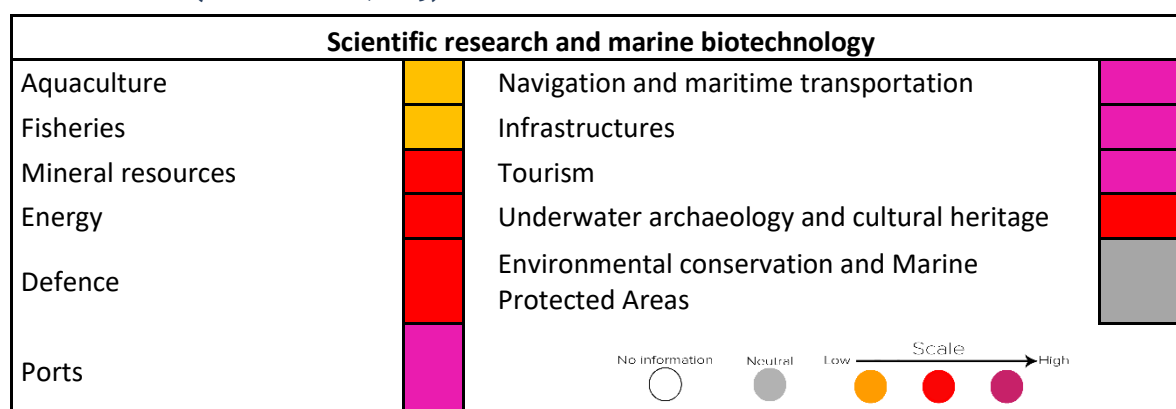 Scientific research and marine biotechnology
Aquaculture
Navigation and maritime transportation
Fisheries
Infrastructures
Mineral resources
Tourism
Energy
Underwater archaeology and cultural heritage
Defence
Environmental conservation and Marine
Protected Areas
Ports
No information
Neutral
Low
Scale
High